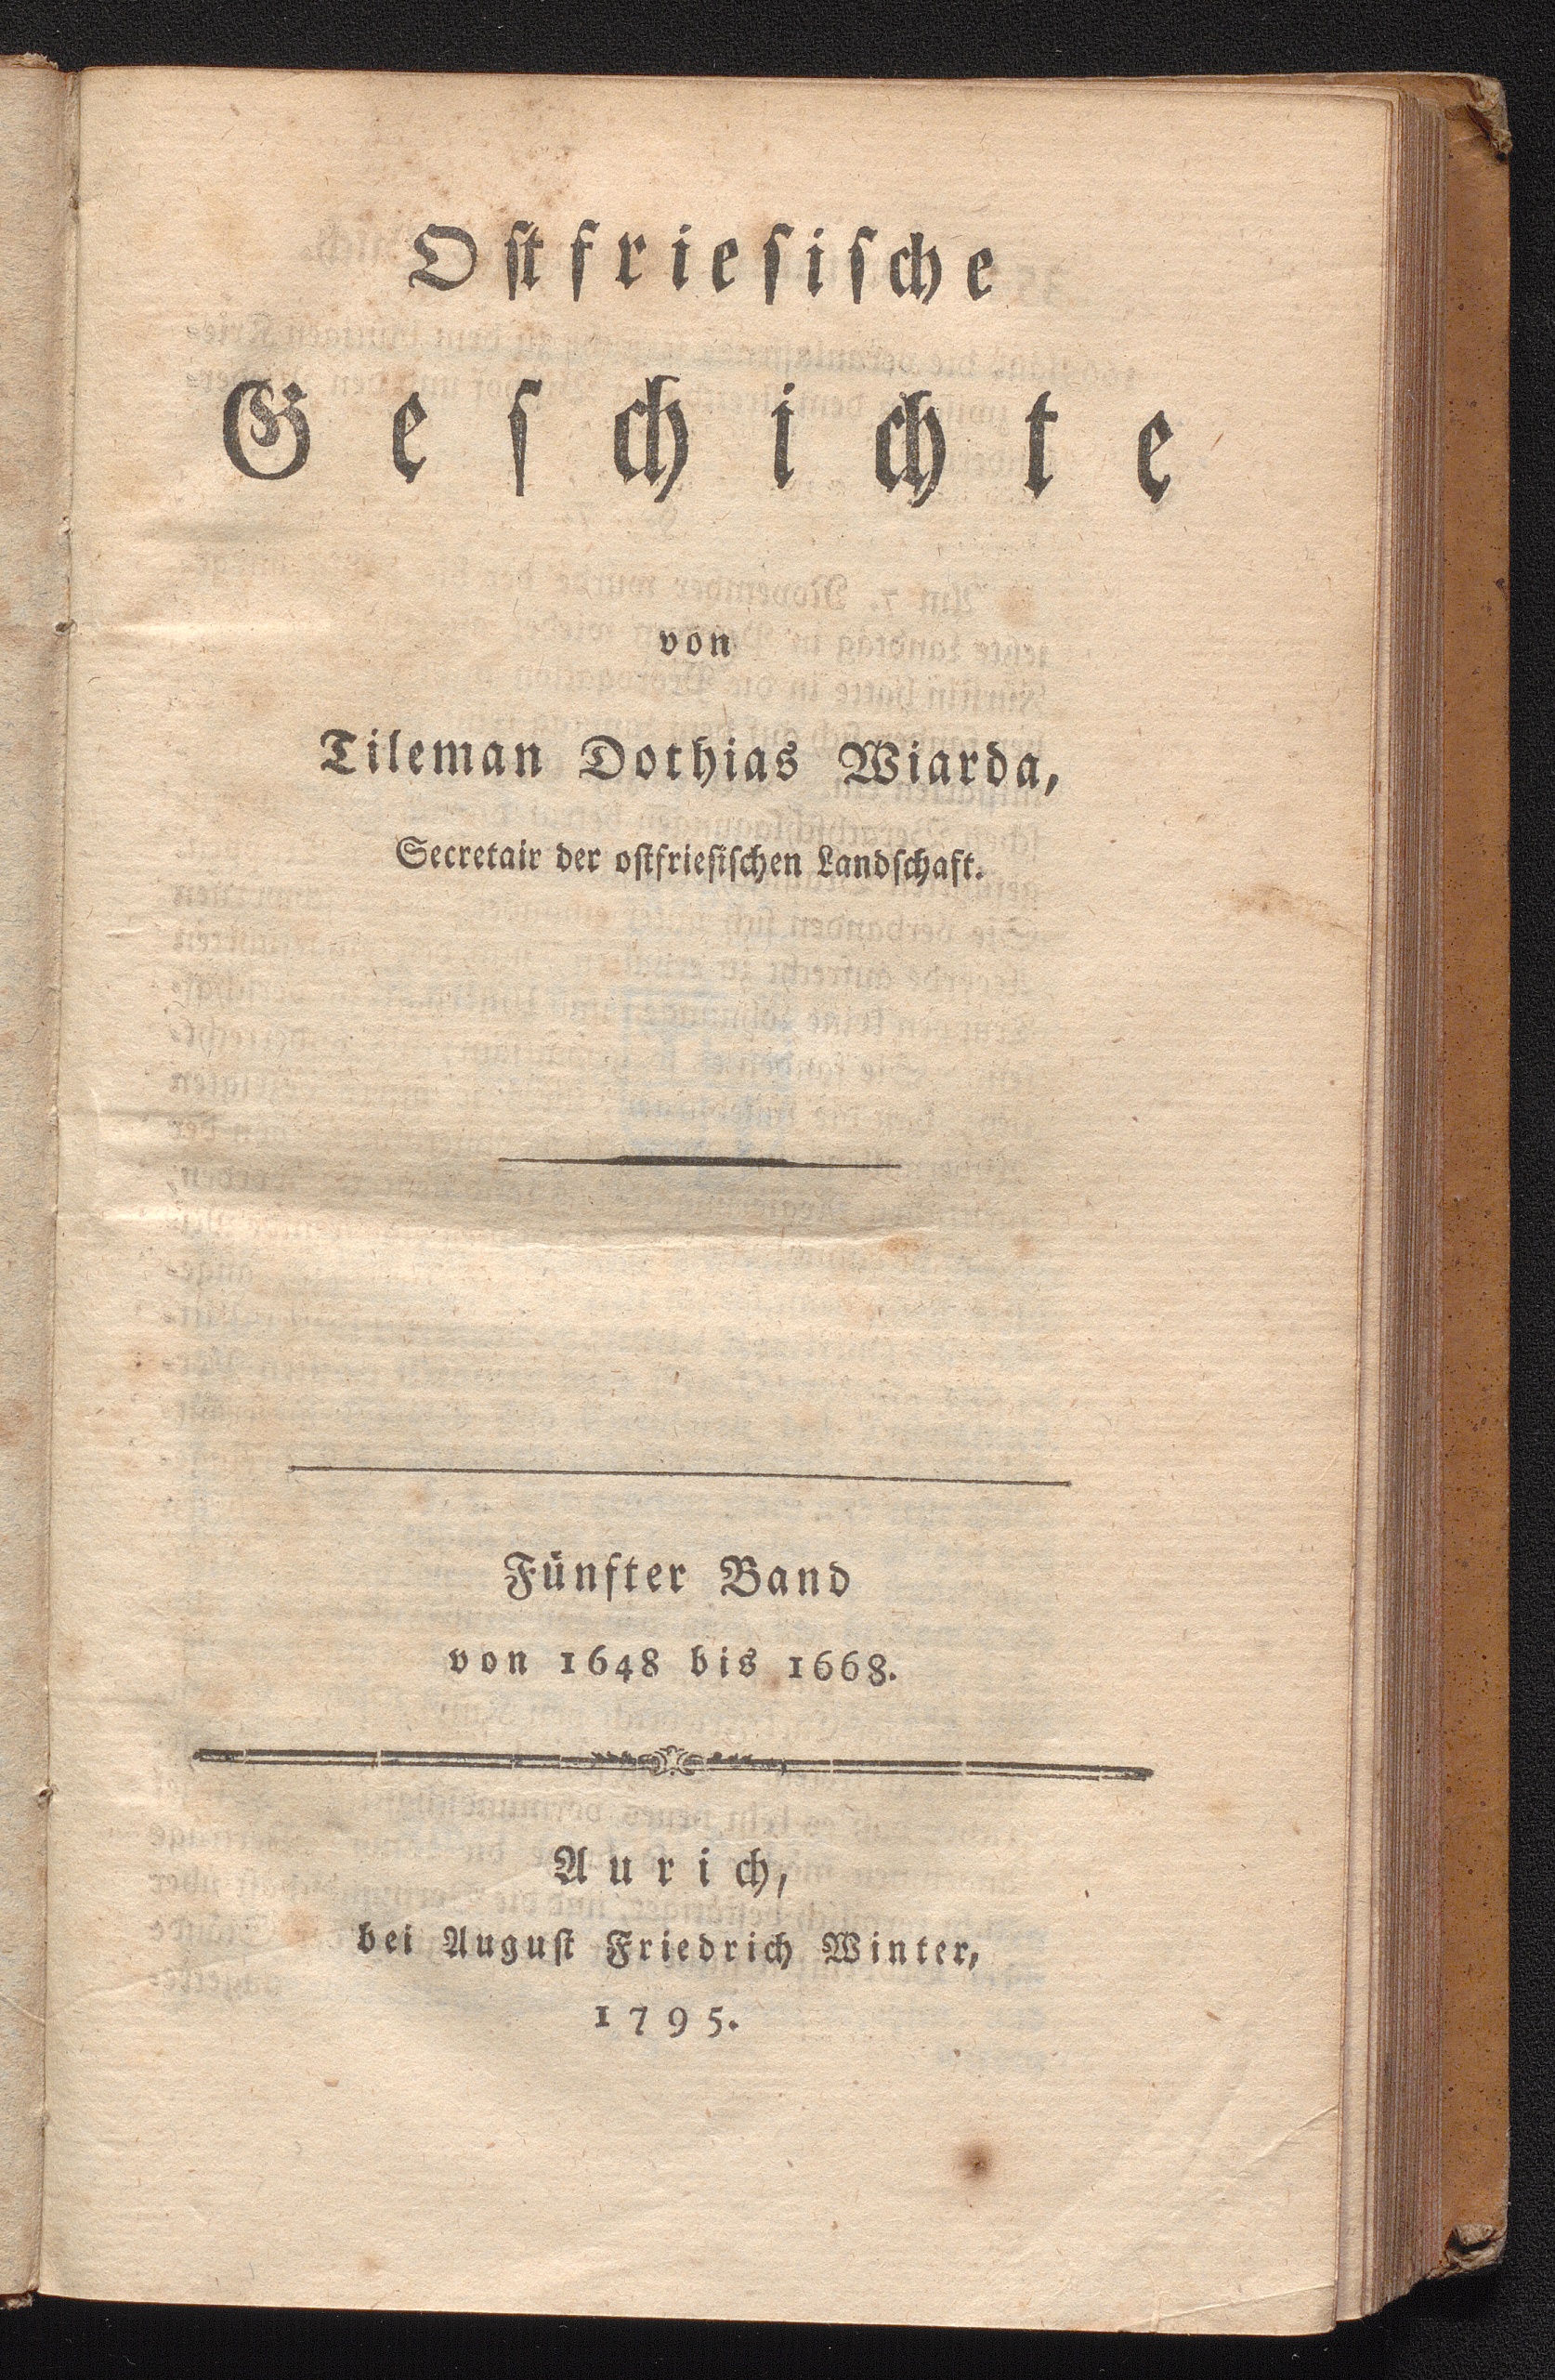 Oſtfrieſiſche
Geſchichte
von
Tileman Dothias Wiarda,
Secretair der oſtfrieſiſchen Landſchaft.
Fünfter Band
von 1648 bis 1668.
Aurich,
bei Auguſt Friedrich Winter,
1795.